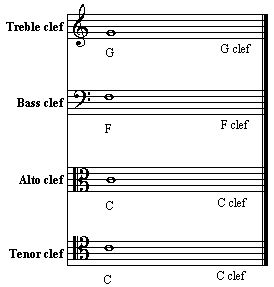 Treble clef
G G clef
Bass clef
F F clef
Alto clef
C C clef
Tenor clef
C C clef